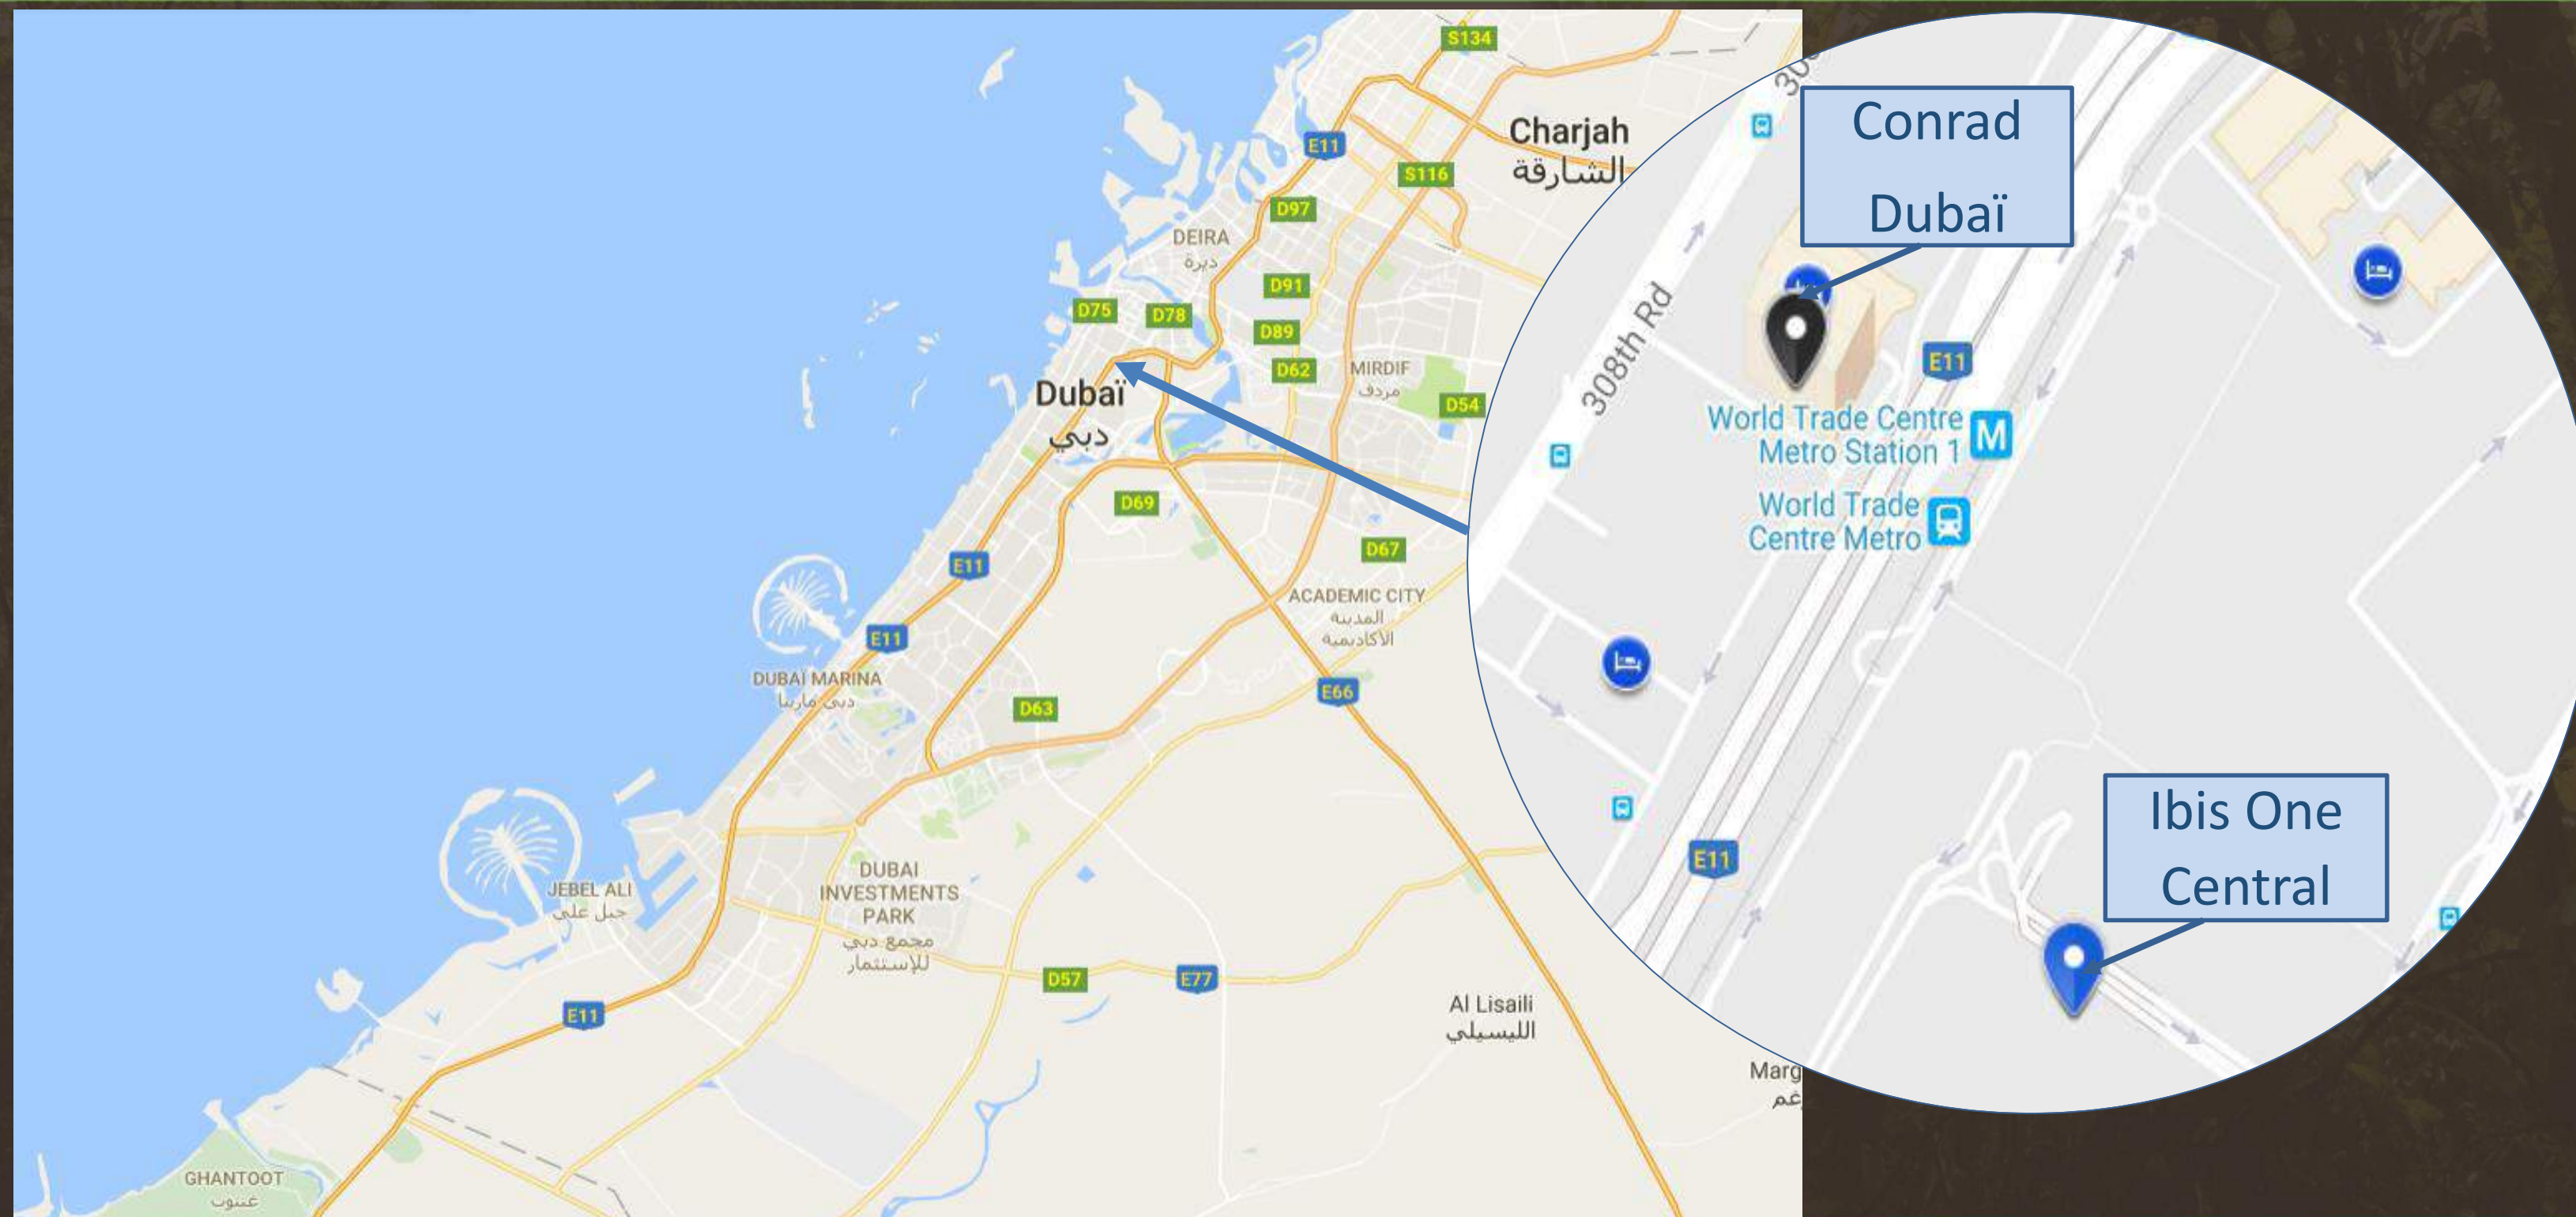 S134
Charjah
الشارقة
E11
S116
D97
DEIRA
ديرة
D91
D75
D78
D89
D62
MIRDIF
مردف
D54
Dubaï
دبي
D69
E11
D67
ACADEMIC CITY
المدينة
الأكاديمية
E11
DUBAI MARINA
دبي مارينا
E66
D63
DUBAI
INVESTMENTS
PARK
مجمع دبي
للإستثمار
JEBEL ALI
جبل علي
D57
E77
E11
Al Lisaili
الليسيلي
Marg
GHANTOOT
Conrad
Dubaï
308th Rd
E11
World Trade Centre
Metro Station 1
M
World Trade
Centre Metro
E11
Ibis One
Central